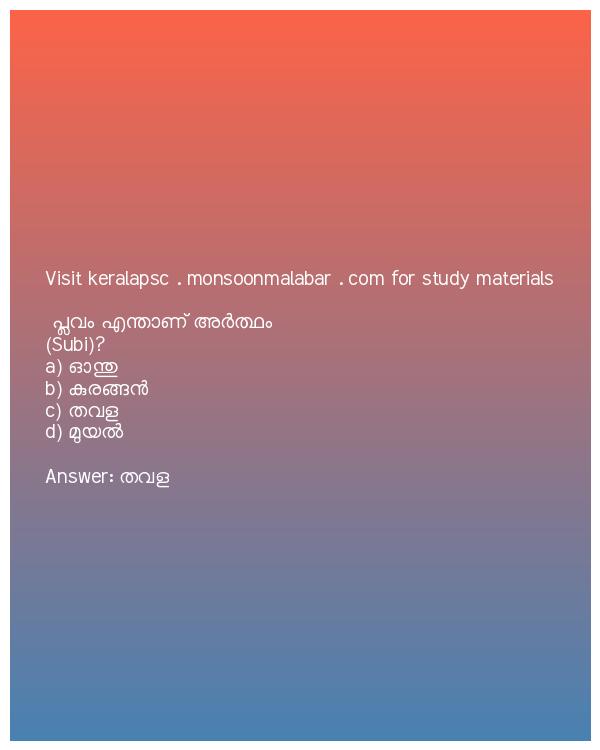 Visit keralapsc . monsoonmalabar . com for study materials
പ്ലവം എന്താണ് അർത്ഥം
(Subi)?
a) ഓന്തു
b) കുരങ്ങൻ
c) തവള
d) മുയൽ
Answer: തവള